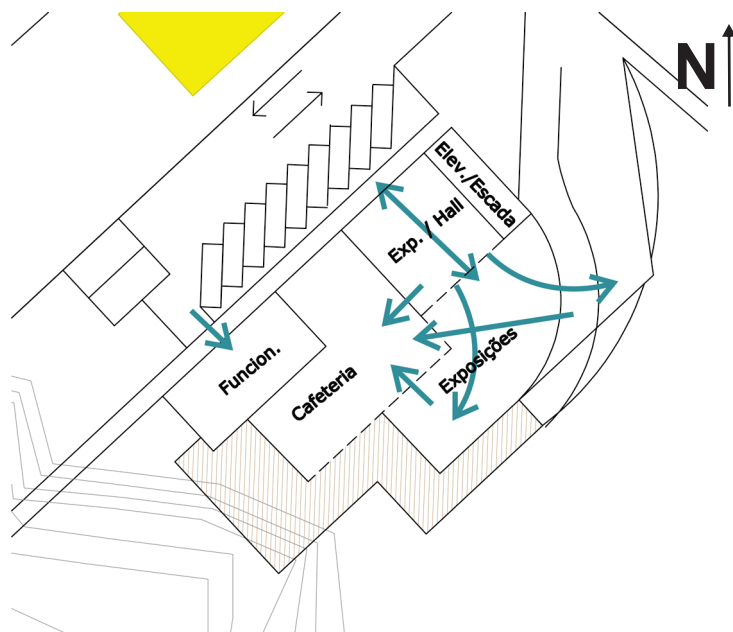 N
Elev./Escada
Exp. / Hall
Funcion.
Cafeteria
Exposições